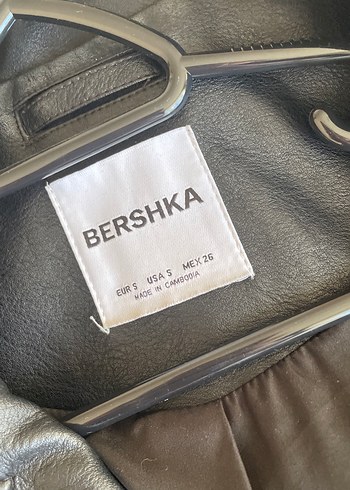 BERSHKA
EUR S USA S MEX 26
MADE IN CAMBODIA